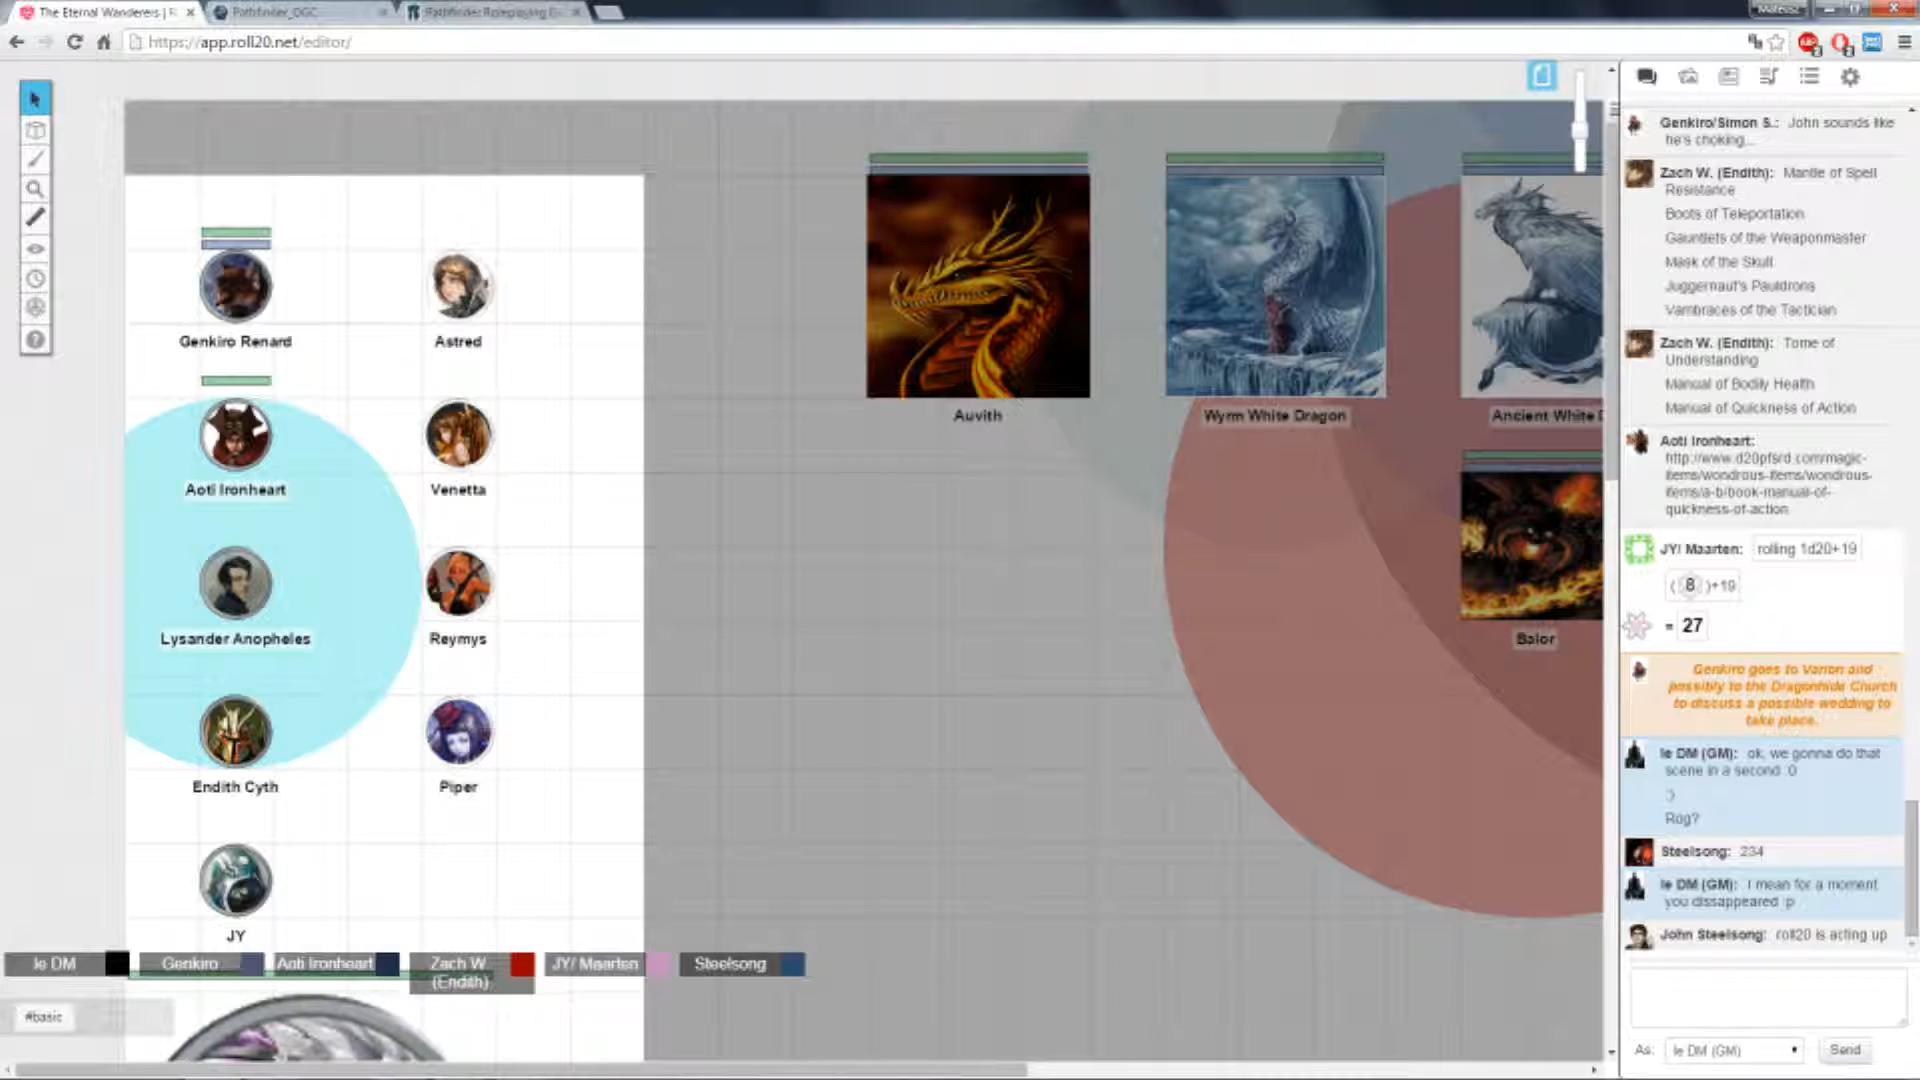 The Eternal Wanderers | R
Pathfinder_OGC
Pathfinder Roleplaying G
Mateusz
https://app.roll20.net/editor/
Genkiro Renard
Astred
Aoti Ironheart
Venetta
Lysander Anopheles
Reymys
Endith Cyth
Piper
JY
Auvith
Wyrm White Dragon
Ancient White D
Balor
le DM
Genkiro
Aoti Ironheart
Zach W.
(Endith)
JY/ Maarten
Steelsong
#basic
Genkiro/Simon S.: John sounds like
he's choking...
Zach W. (Endith): Mantle of Spell
Resistance
Boots of Teleportation
Gauntlets of the Weaponmaster
Mask of the Skull
Juggernaut's Pauldrons
Vambraces of the Tactician
Zach W. (Endith): Tome of
Understanding
Manual of Bodily Health
Manual of Quickness of Action
Aoti Ironheart:
http://www.d20pfsrd.com/magic-
items/wondrous-items/wondrous-
items/a-b/book-manual-of-
quickness-of-action
JY/ Maarten: rolling 1d20+19
(8)+19
= 27
Genkiro goes to Varion and
possibly to the Dragonhide Church
to discuss a possible wedding to
take place.
le DM (GM): ok, we gonna do that
scene in a second :O
:)
Rog?
Steelsong: 234
le DM (GM): I mean for a moment
you dissappeared :p
John Steelsong: roll20 is acting up
As: le DM (GM)
Send